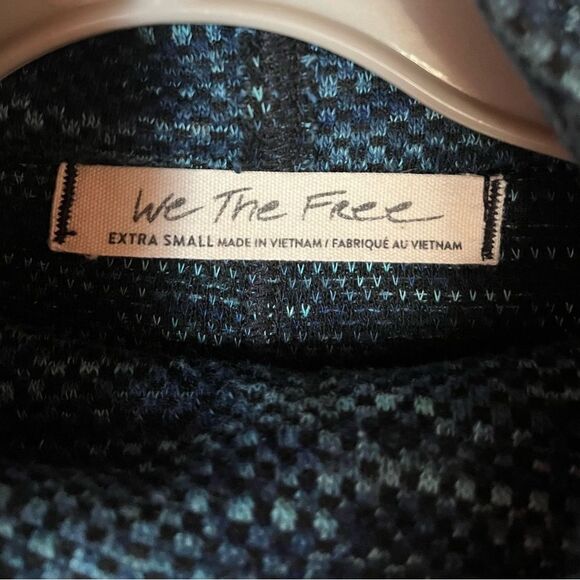 We The Free
EXTRA SMALL MADE IN VIETNAM / FABRIQUÉ AU VIETNAM